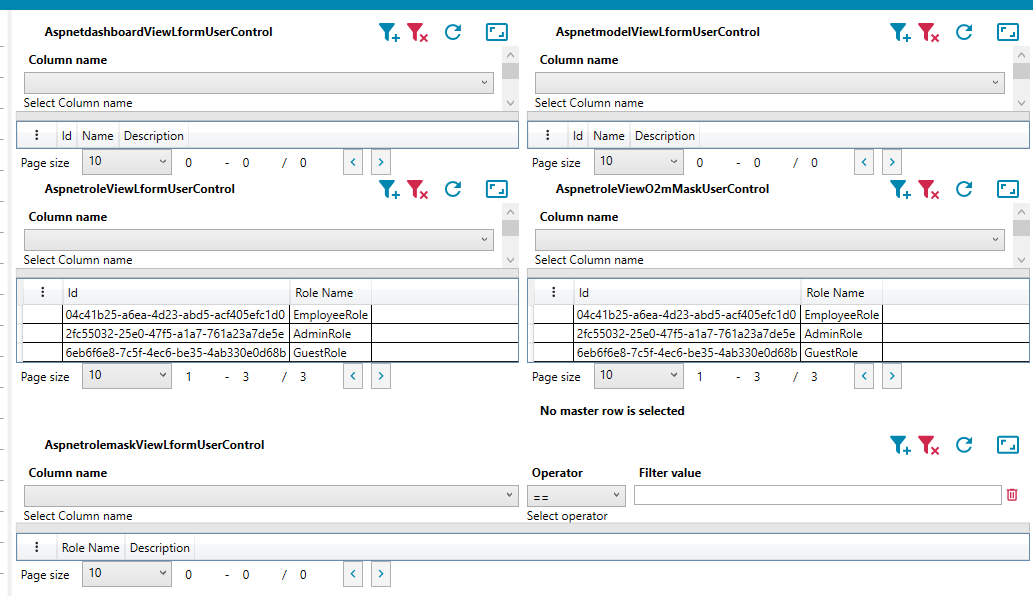 AspnetdashboardViewLformUserControl
Column name
Select Column name
Id Name Description
Page size 10 0 - 0 / 0
AspnetmodelViewLformUserControl
Column name
Select Column name
Id Name Description
Page size 10 0 - 0 / 0
AspnetroleViewLformUserControl
Column name
Select Column name
Id Role Name
04c41b25-a6ea-4d23-abd5-acf405efc1d0 EmployeeRole
2fc55032-25e0-47f5-a1a7-761a23a7de5e AdminRole
6eb6f6e8-7c5f-4ec6-be35-4ab330e0d68b GuestRole
Page size 10 1 - 3 / 3
AspnetroleViewO2mMaskUserControl
Column name
Select Column name
Id Role Name
04c41b25-a6ea-4d23-abd5-acf405efc1d0 EmployeeRole
2fc55032-25e0-47f5-a1a7-761a23a7de5e AdminRole
6eb6f6e8-7c5f-4ec6-be35-4ab330e0d68b GuestRole
Page size 10 1 - 3 / 3
No master row is selected
AspnetrolemaskViewLformUserControl
Column name Operator Filter value
==
Select Column name Select operator
Role Name Description
Page size 10 0 - 0 / 0